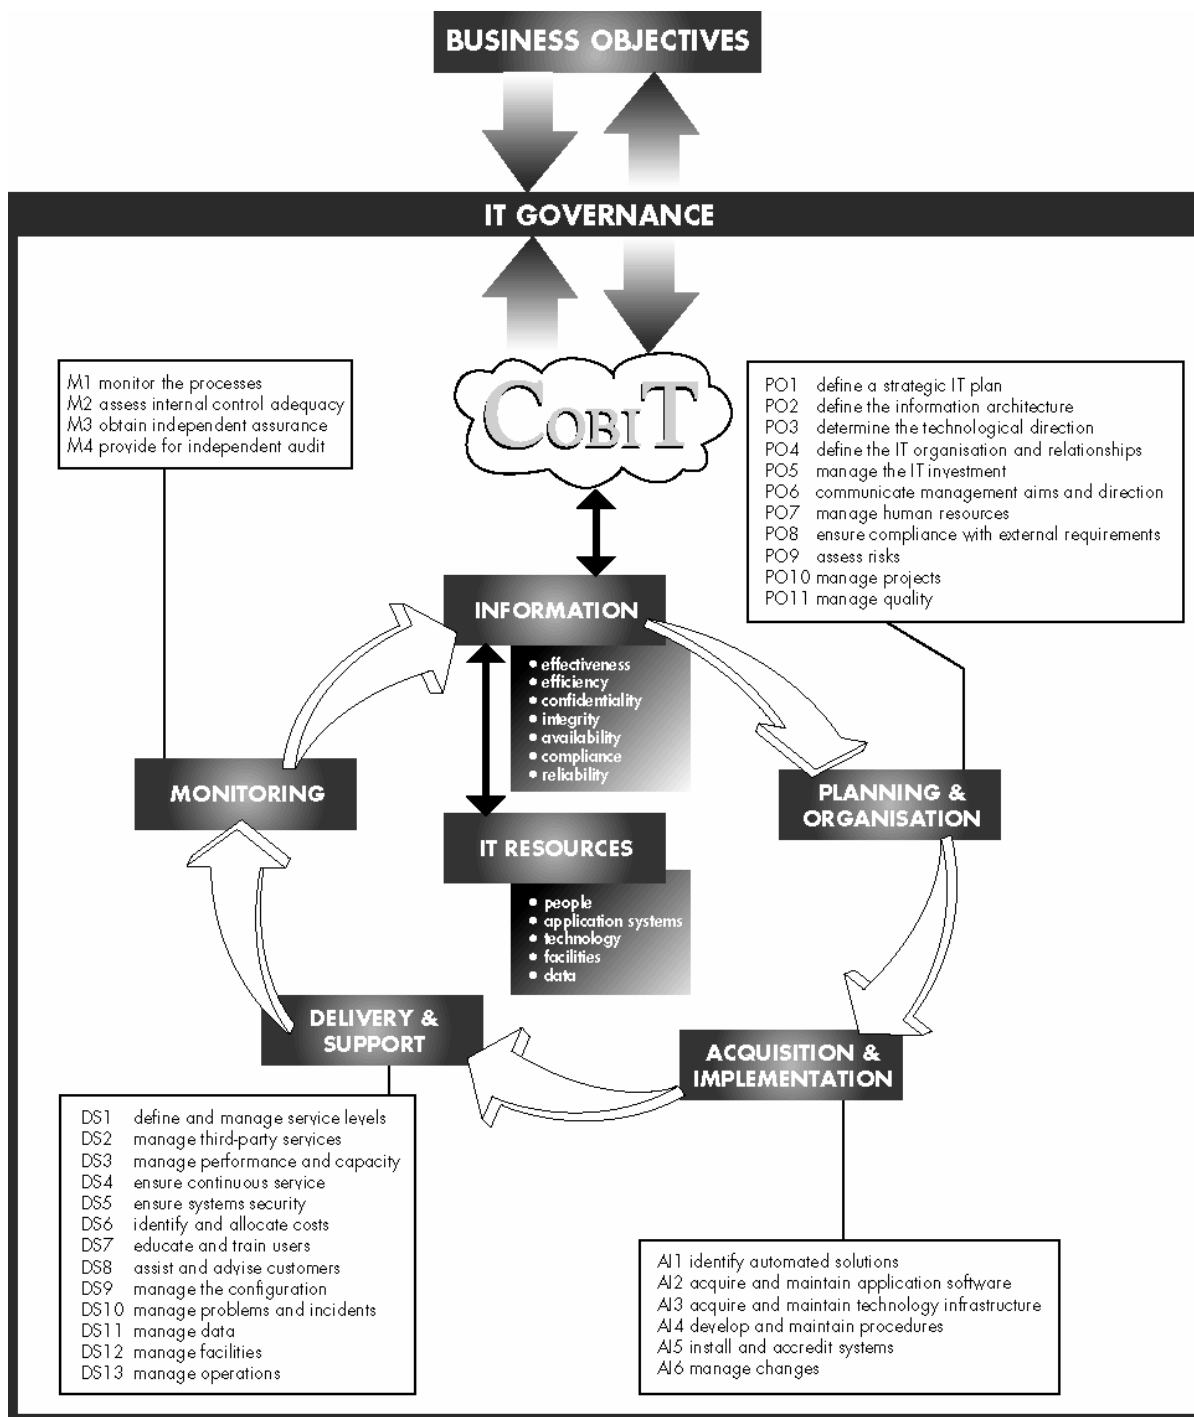 BUSINESS OBJECTIVES
IT GOVERNANCE
COBIT
M1 monitor the processes
M2 assess internal control adequacy
M3 obtain independent assurance
M4 provide for independent audit
PO1 define a strategic IT plan
PO2 define the information architecture
PO3 determine the technological direction
PO4 define the IT organisation and relationships
PO5 manage the IT investment
PO6 communicate management aims and direction
PO7 manage human resources
PO8 ensure compliance with external requirements
PO9 assess risks
PO10 manage projects
PO11 manage quality
INFORMATION
• effectiveness
• efficiency
• confidentiality
• integrity
• availability
• compliance
• reliability
MONITORING
PLANNING &
ORGANISATION
IT RESOURCES
• people
• application systems
• technology
• facilities
• data
DELIVERY &
SUPPORT
ACQUISITION &
IMPLEMENTATION
DS1 define and manage service levels
DS2 manage third-party services
DS3 manage performance and capacity
DS4 ensure continuous service
DS5 ensure systems security
DS6 identify and allocate costs
DS7 educate and train users
DS8 assist and advise customers
DS9 manage the configuration
DS10 manage problems and incidents
DS11 manage data
DS12 manage facilities
DS13 manage operations
AI1 identify automated solutions
AI2 acquire and maintain application software
AI3 acquire and maintain technology infrastructure
AI4 develop and maintain procedures
AI5 install and accredit systems
AI6 manage changes